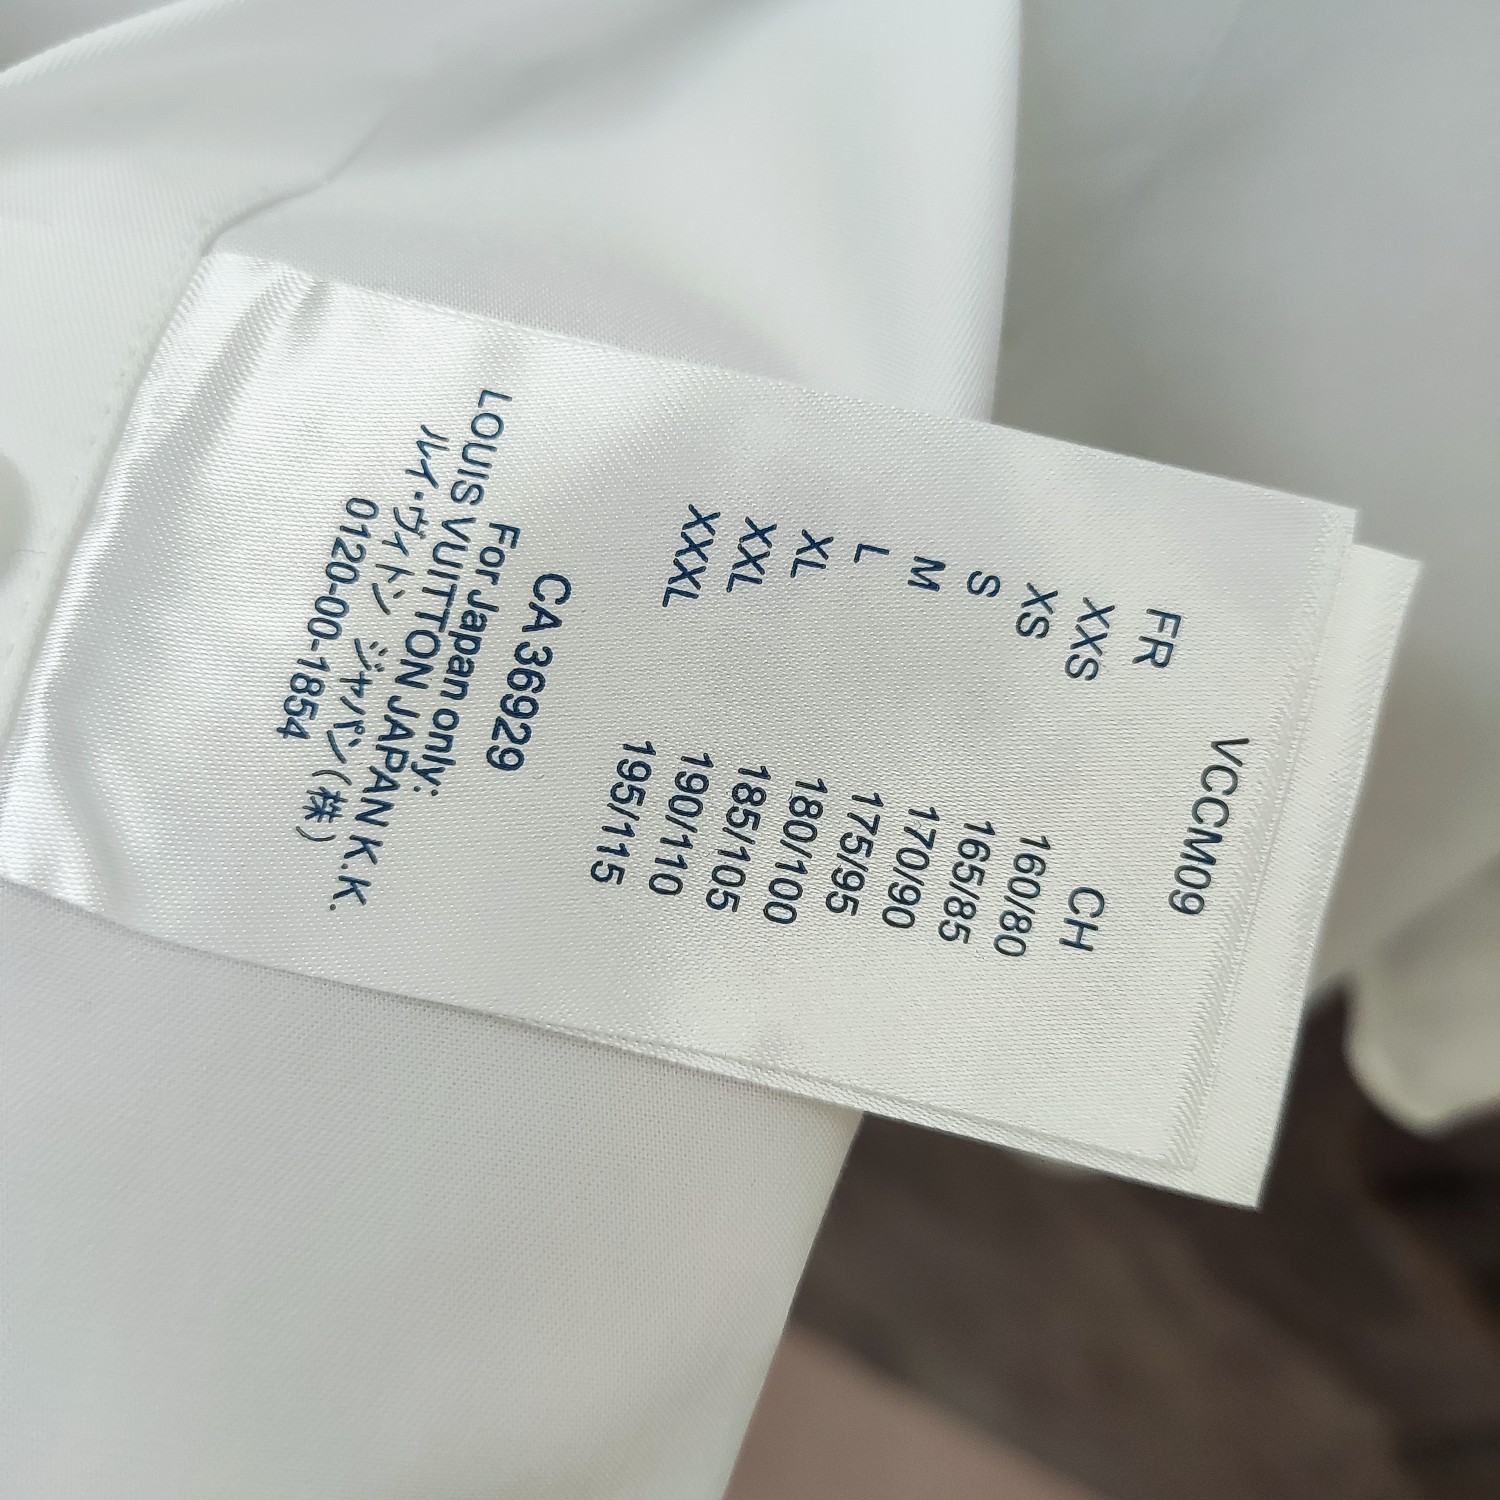 VCCM09
FR CH
XXS 160/80
XS 165/85
S 170/90
M 175/95
L 180/100
XL 185/105
XXL 190/110
XXXL 195/115
CA 36929
For Japan only:
LOUIS VUITTON JAPAN K.K.
ルイ・ヴィトン ジャパン(株)
0120-00-1854